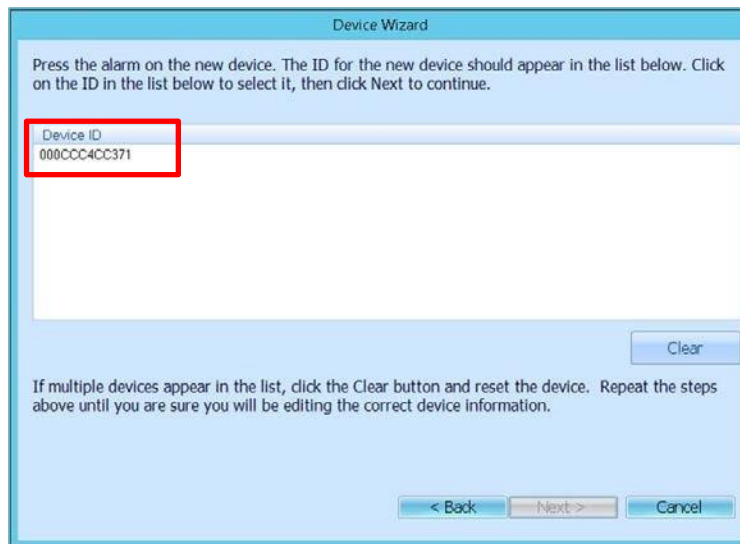 Device Wizard
Press the alarm on the new device. The ID for the new device should appear in the list below. Click
on the ID in the list below to select it, then click Next to continue.
Device ID
000CCC4CC371
Clear
If multiple devices appear in the list, click the Clear button and reset the device. Repeat the steps
above until you are sure you will be editing the correct device information.
< Back
Next >
Cancel